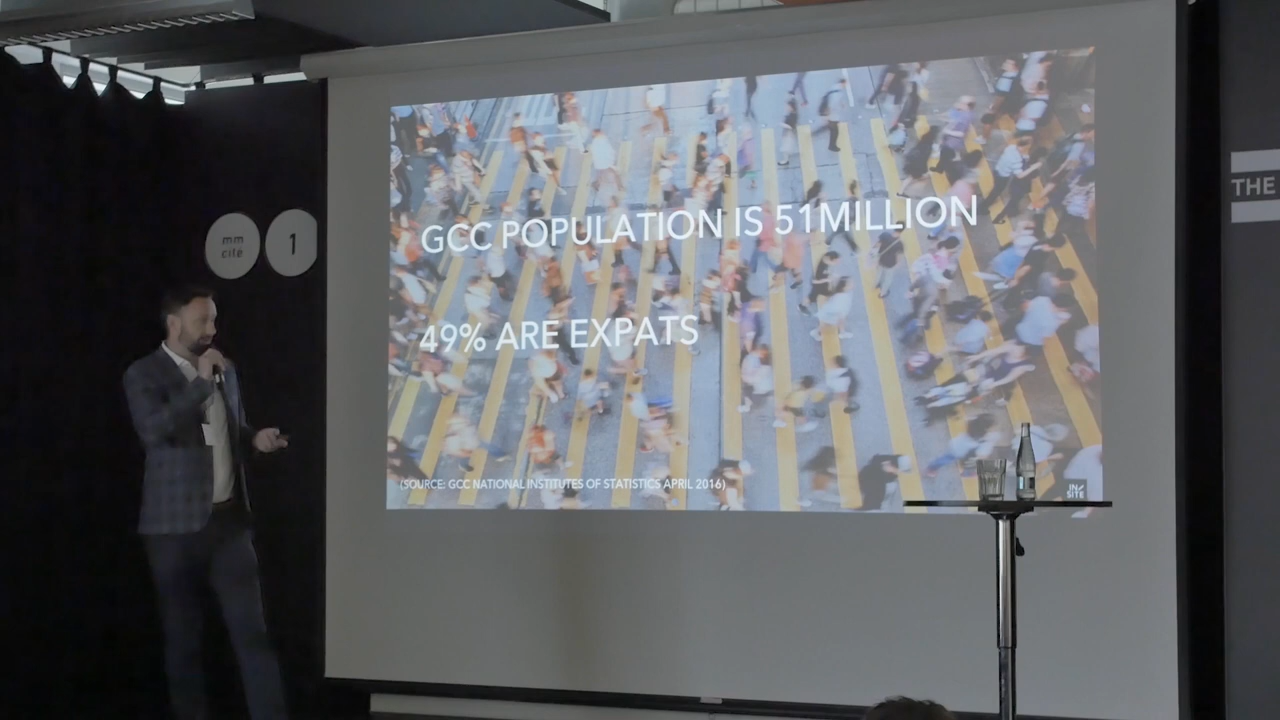 GCC POPULATION IS 51MILLION
49% ARE EXPATS
(SOURCE: GCC NATIONAL INSTITUTES OF STATISTICS APRIL 2016)
IN/
SITE
mm
cité
1
THE